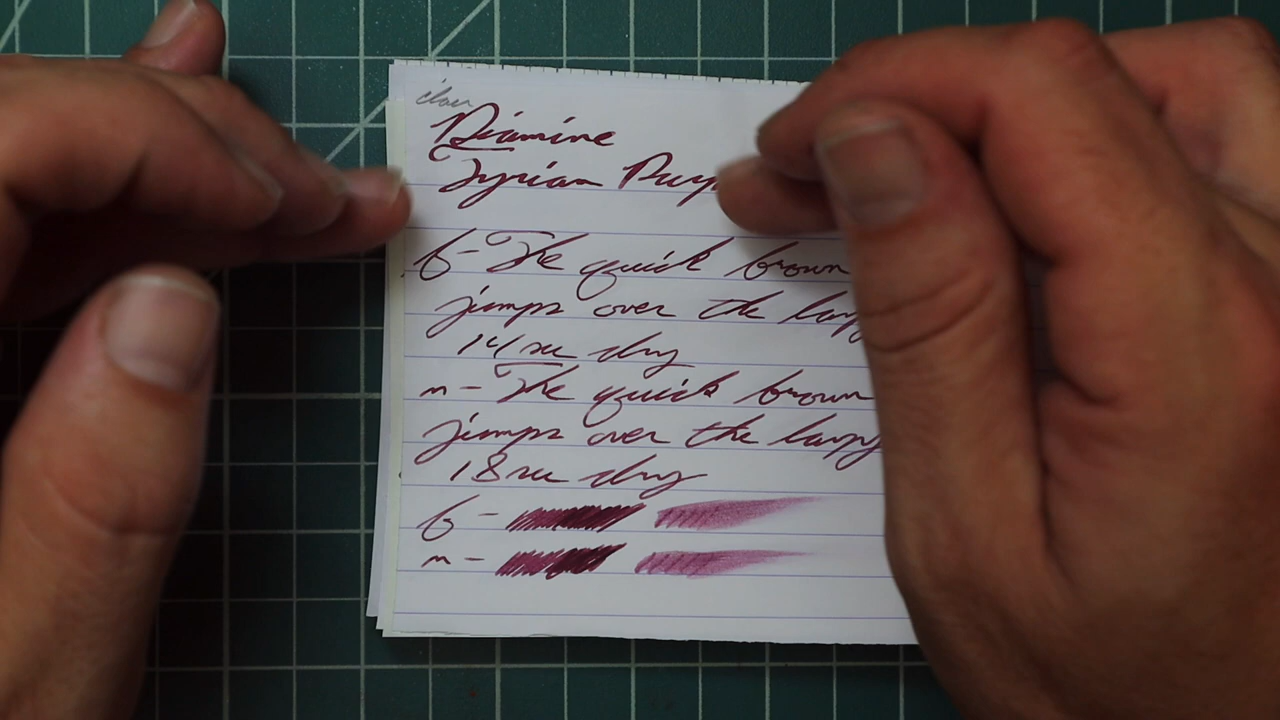 Diamine
Tyrian Purp
f - The quick brown
jumps over the lazy
14 sec dry
m - The quick brown
jumps over the lazy
18 sec dry
f -
m -